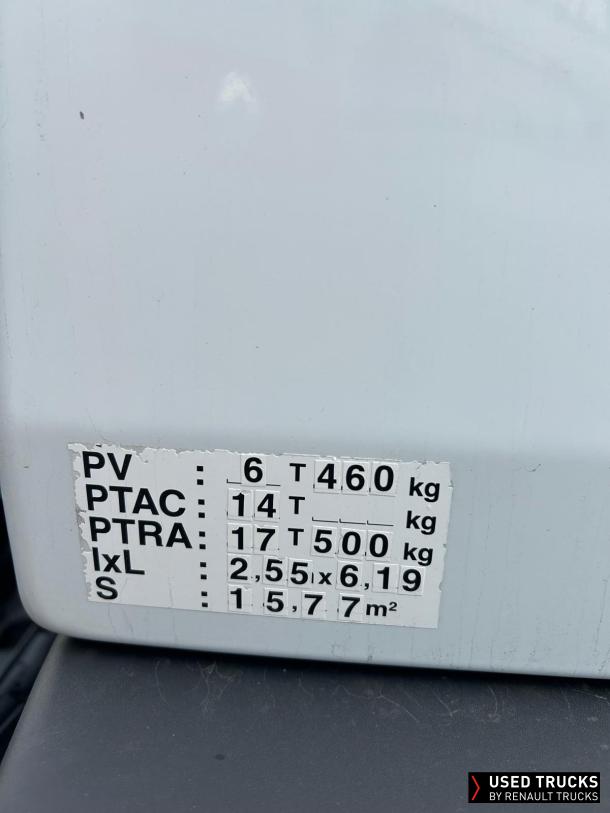 PV : 6 T 460 kg
PTAC : 14 T ___ kg
PTRA : 17 T 500 kg
lxL : 2,55 x 6,19
S : 15,77 m²
USED TRUCKS
BY RENAULT TRUCKS